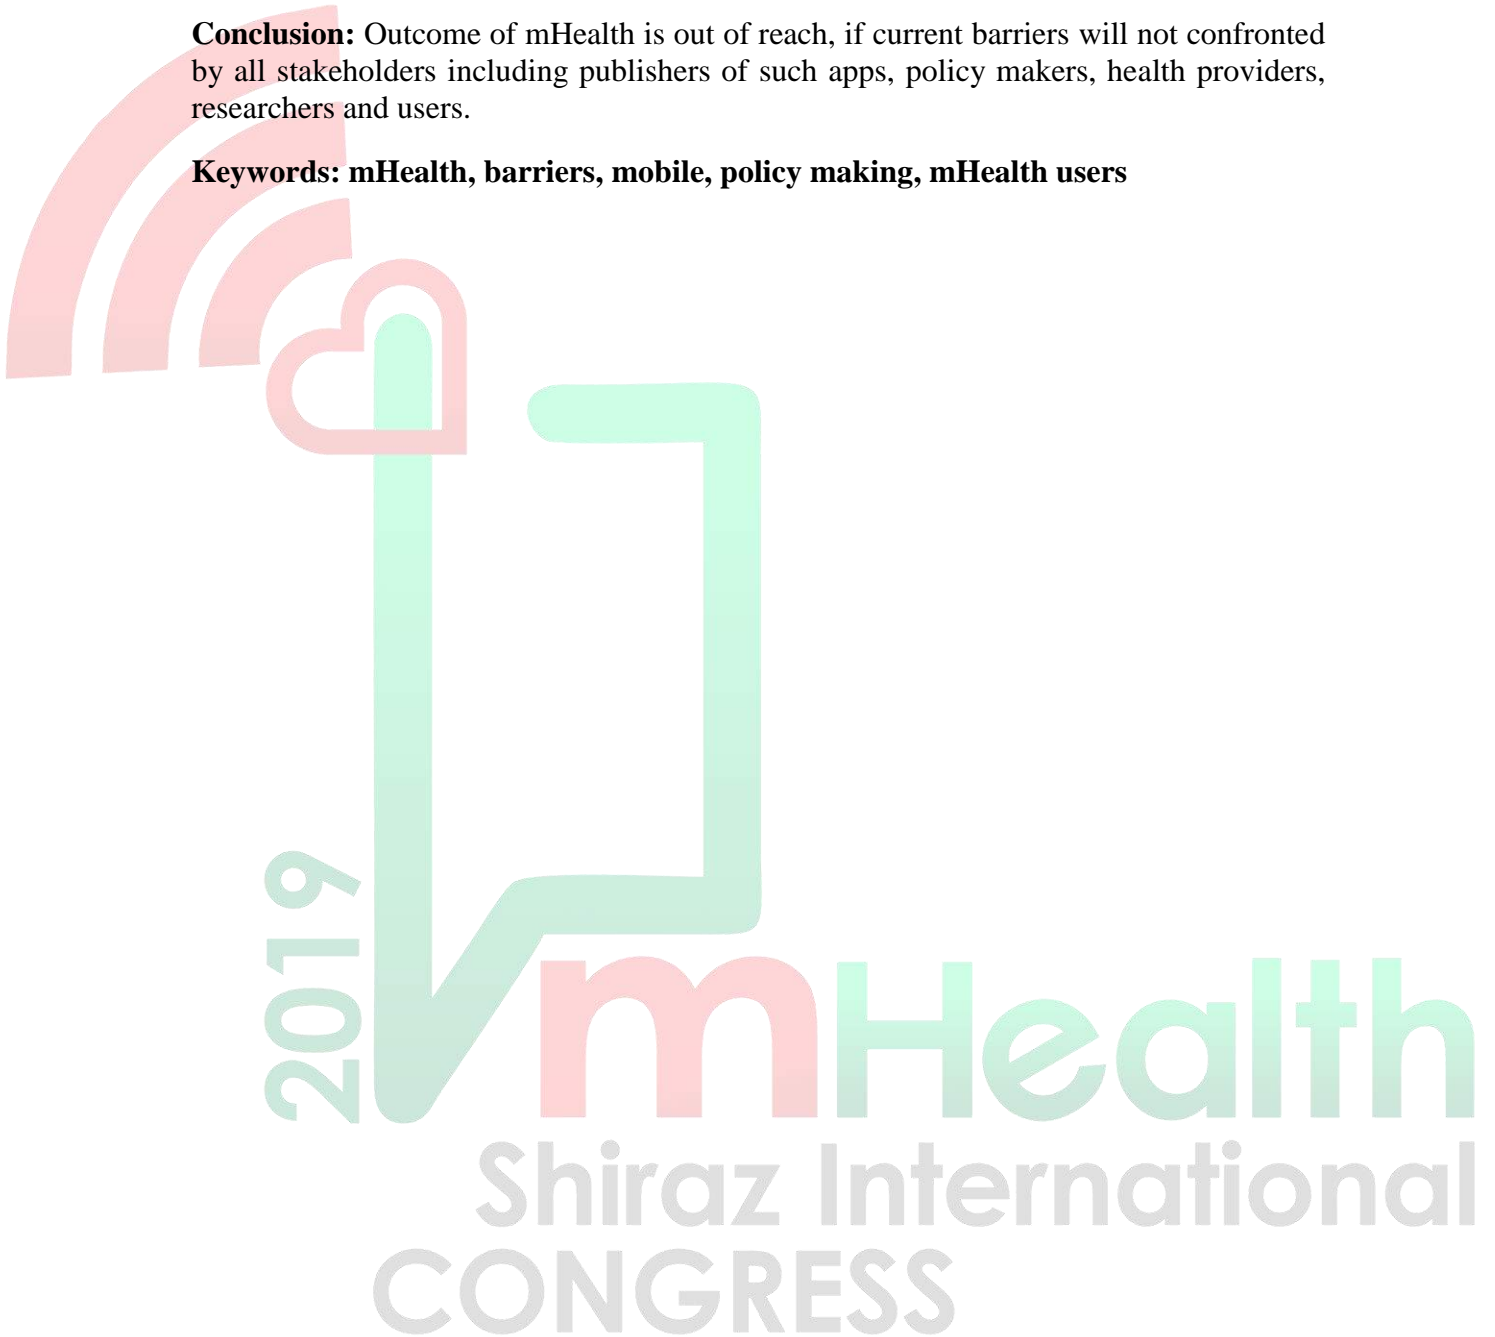 Conclusion: Outcome of mHealth is out of reach, if current barriers will not confronted
by all stakeholders including publishers of such apps, policy makers, health providers,
researchers and users.
Keywords: mHealth, barriers, mobile, policy making, mHealth users
2019
mHealth
Shiraz International
CONGRESS